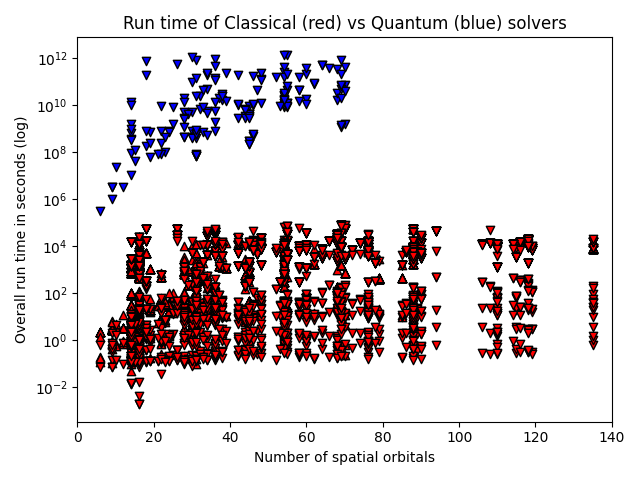 Run time of Classical (red) vs Quantum (blue) solvers
Overall run time in seconds (log)
10¹²
10¹⁰
10⁸
10⁶
10⁴
10²
10⁰
10⁻²
0 20 40 60 80 100 120 140
Number of spatial orbitals